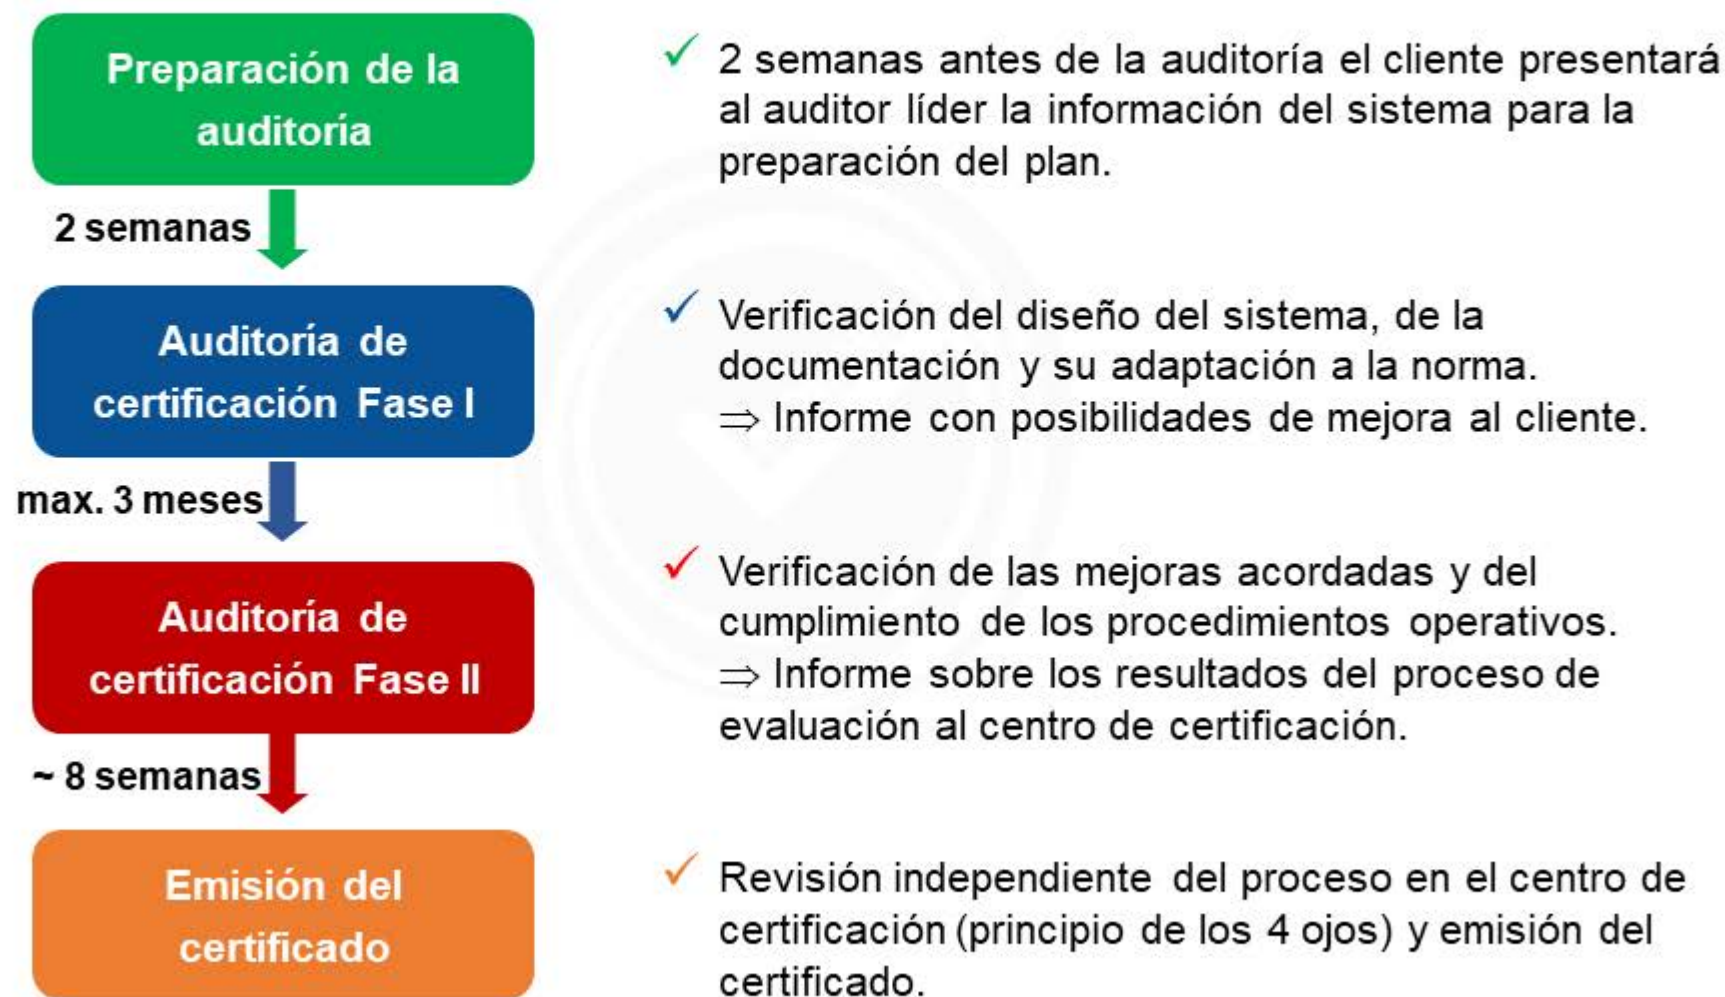 Preparación de la
auditoría
✓ 2 semanas antes de la auditoría el cliente presentará
al auditor líder la información del sistema para la
preparación del plan.
2 semanas
Auditoría de
certificación Fase I
✓ Verificación del diseño del sistema, de la
documentación y su adaptación a la norma.
⇒ Informe con posibilidades de mejora al cliente.
max. 3 meses
Auditoría de
certificación Fase II
✓ Verificación de las mejoras acordadas y del
cumplimiento de los procedimientos operativos.
⇒ Informe sobre los resultados del proceso de
evaluación al centro de certificación.
~ 8 semanas
Emisión del
certificado
✓ Revisión independiente del proceso en el centro de
certificación (principio de los 4 ojos) y emisión del
certificado.